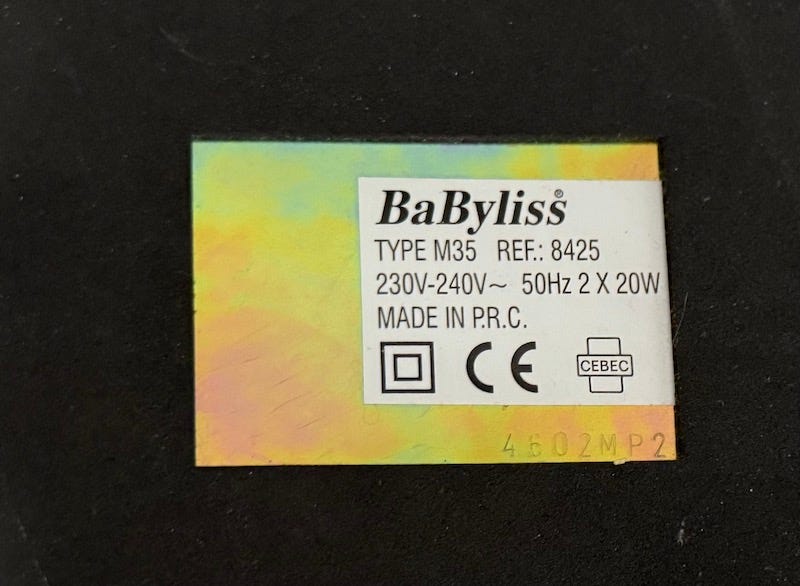 BaByliss®
TYPE M35 REF.: 8425
230V-240V~ 50Hz 2 X 20W
MADE IN P.R.C.
CE CEBEC
4602MP2